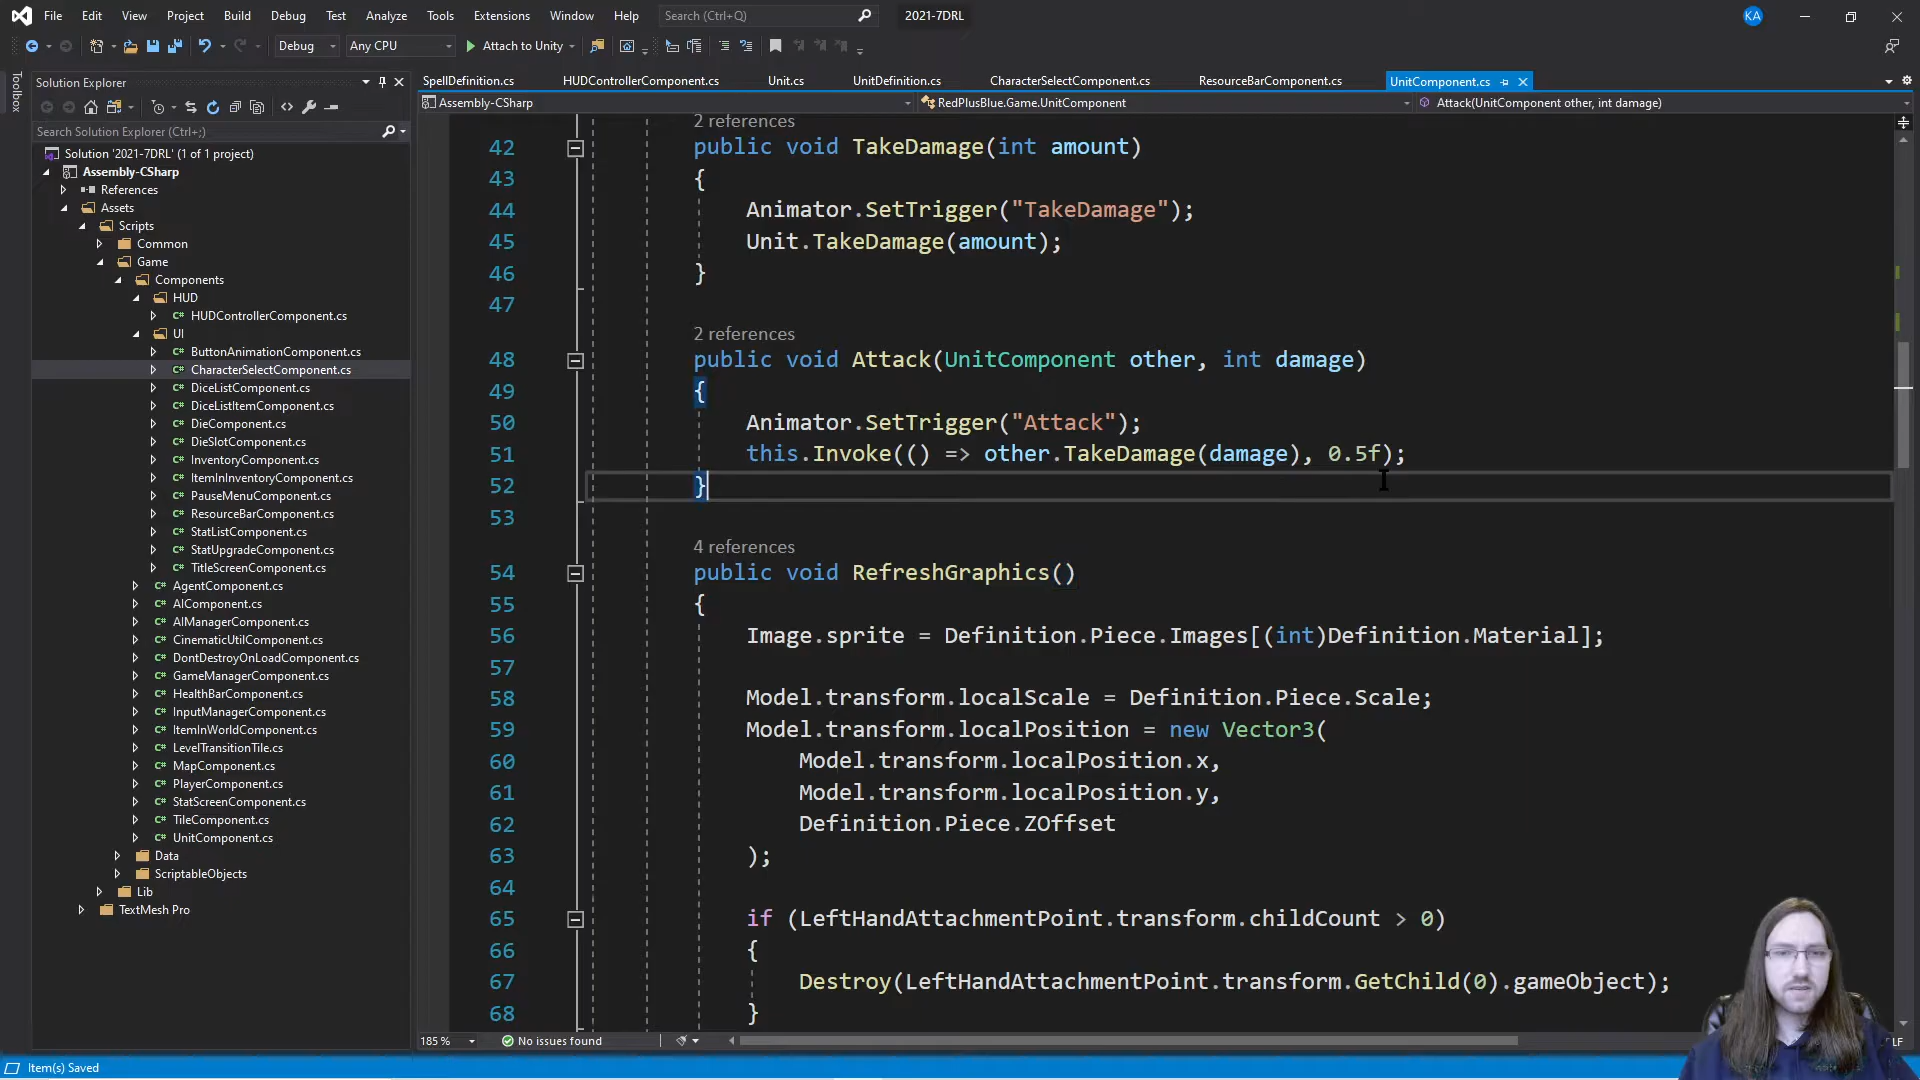 File Edit View Project Build Debug Test Analyze Tools Extensions Window Help Search (Ctrl+Q) 2021-7DRL KA
Debug Any CPU Attach to Unity
Toolbox
Solution Explorer
Search Solution Explorer (Ctrl+;)
Solution '2021-7DRL' (1 of 1 project)
Assembly-CSharp
References
Assets
Scripts
Common
Game
Components
HUD
C# HUDControllerComponent.cs
UI
C# ButtonAnimationComponent.cs
C# CharacterSelectComponent.cs
C# DiceListComponent.cs
C# DiceListItemComponent.cs
C# DieComponent.cs
C# DieSlotComponent.cs
C# InventoryComponent.cs
C# ItemInInventoryComponent.cs
C# PauseMenuComponent.cs
C# ResourceBarComponent.cs
C# StatListComponent.cs
C# StatUpgradeComponent.cs
C# TitleScreenComponent.cs
C# AgentComponent.cs
C# AIComponent.cs
C# AIManagerComponent.cs
C# CinematicUtilComponent.cs
C# DontDestroyOnLoadComponent.cs
C# GameManagerComponent.cs
C# HealthBarComponent.cs
C# InputManagerComponent.cs
C# ItemInWorldComponent.cs
C# LevelTransitionTile.cs
C# MapComponent.cs
C# PlayerComponent.cs
C# StatScreenComponent.cs
C# TileComponent.cs
C# UnitComponent.cs
Data
ScriptableObjects
Lib
TextMesh Pro
SpellDefinition.cs HUDControllerComponent.cs Unit.cs UnitDefinition.cs CharacterSelectComponent.cs ResourceBarComponent.cs UnitComponent.cs
Assembly-CSharp RedPlusBlue.Game.UnitComponent Attack(UnitComponent other, int damage)
2 references
42 public void TakeDamage(int amount)
43 {
44 Animator.SetTrigger("TakeDamage");
45 Unit.TakeDamage(amount);
46 }
47
2 references
48 public void Attack(UnitComponent other, int damage)
49 {
50 Animator.SetTrigger("Attack");
51 this.Invoke(() => other.TakeDamage(damage), 0.5f);
52 }
53
4 references
54 public void RefreshGraphics()
55 {
56 Image.sprite = Definition.Piece.Images[(int)Definition.Material];
57
58 Model.transform.localScale = Definition.Piece.Scale;
59 Model.transform.localPosition = new Vector3(
60 Model.transform.localPosition.x,
61 Model.transform.localPosition.y,
62 Definition.Piece.ZOffset
63 );
64
65 if (LeftHandAttachmentPoint.transform.childCount > 0)
66 {
67 Destroy(LeftHandAttachmentPoint.transform.GetChild(0).gameObject);
68 }
185 % No issues found
Item(s) Saved